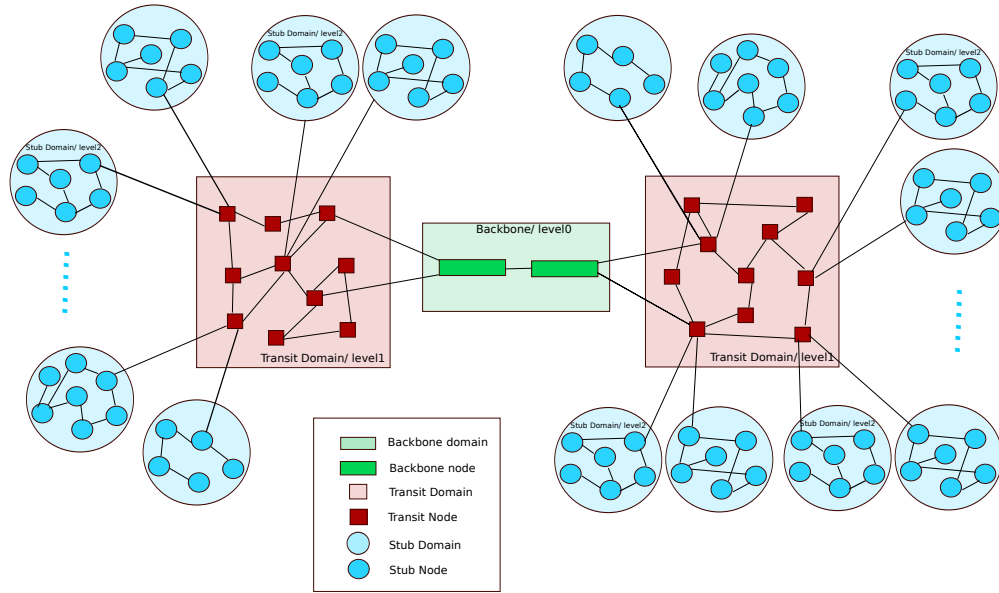 Stub Domain/ level2
Stub Domain/ level2
Stub Domain/ level2
Backbone/ level0
Transit Domain/ level1
Transit Domain/ level1
Stub Domain/ level2
Stub Domain/ level2
Backbone domain
Backbone node
Transit Domain
Transit Node
Stub Domain
Stub Node